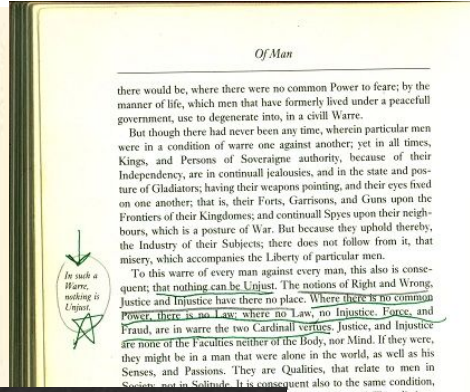 Of Man
there would be, where there were no common Power to feare; by the
manner of life, which men that have formerly lived under a peacefull
government, use to degenerate into, in a civill Warre.
But though there had never been any time, wherein particular men
were in a condition of warre one against another; yet in all times,
Kings, and Persons of Soveraigne authority, because of their
Independency, are in continuall jealousies, and in the state and pos-
ture of Gladiators; having their weapons pointing, and their eyes fixed
on one another; that is, their Forts, Garrisons, and Guns upon the
Frontiers of their Kingdomes; and continuall Spyes upon their neigh-
bours, which is a posture of War. But because they uphold thereby,
the Industry of their Subjects; there does not follow from it, that
misery, which accompanies the Liberty of particular men.
In such a
Warre,
nothing is
Unjust.
To this warre of every man against every man, this also is conse-
quent; that nothing can be Unjust. The notions of Right and Wrong,
Justice and Injustice have there no place. Where there is no common
Power, there is no Law: where no Law, no Injustice. Force, and
Fraud, are in warre the two Cardinall vertues. Justice, and Injustice
are none of the Faculties neither of the Body, nor Mind. If they were,
they might be in a man that were alone in the world, as well as his
Senses, and Passions. They are Qualities, that relate to men in
Society, not in Solitude. It is consequent also to the same condition,